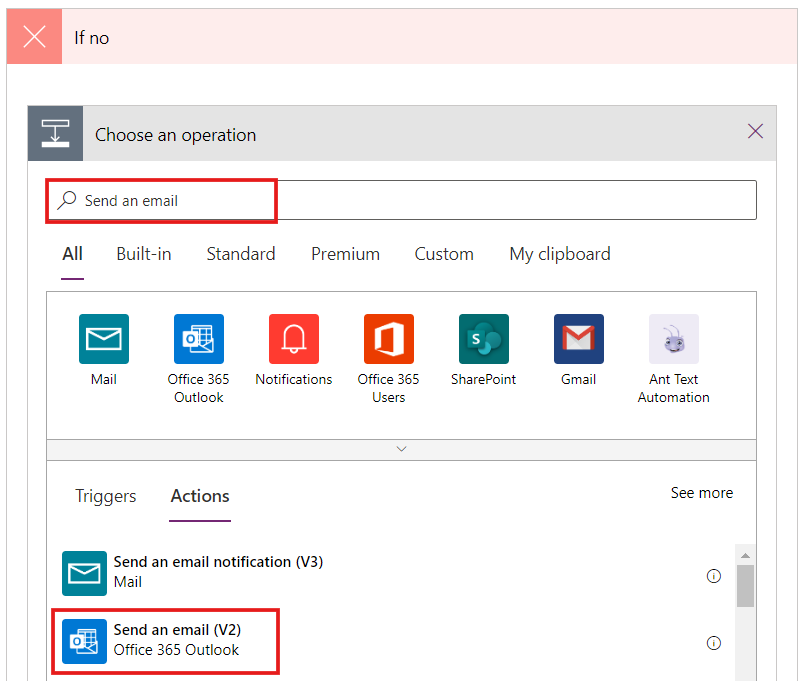 If no
Choose an operation
Send an email
All Built-in Standard Premium Custom My clipboard
Mail Office 365 Outlook Notifications Office 365 Users SharePoint Gmail Ant Text Automation
Triggers Actions See more
Send an email notification (V3)
Mail
Send an email (V2)
Office 365 Outlook